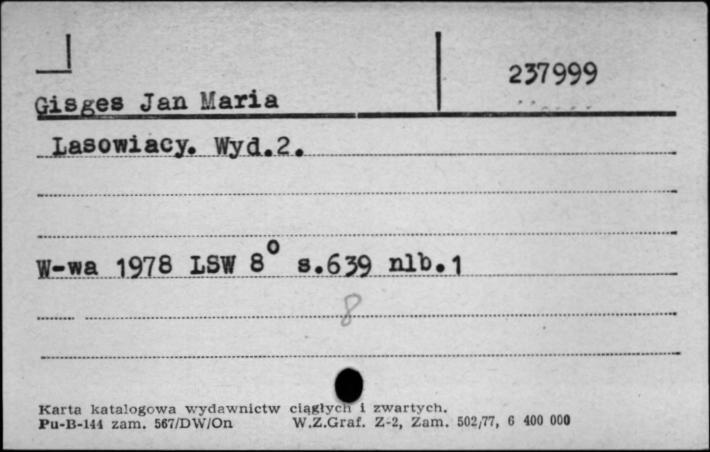 237999
Gisges Jan Maria
Lasowiacy. Wyd.2.
W-wa 1978 LSW 8° s.639 nlb.1
8
Karta katalogowa wydawnictw ciągłych i zwartych.
Pu-B-144 zam. 567/DW/On W.Z.Graf. Z-2, Zam. 502/77, 6 400 000